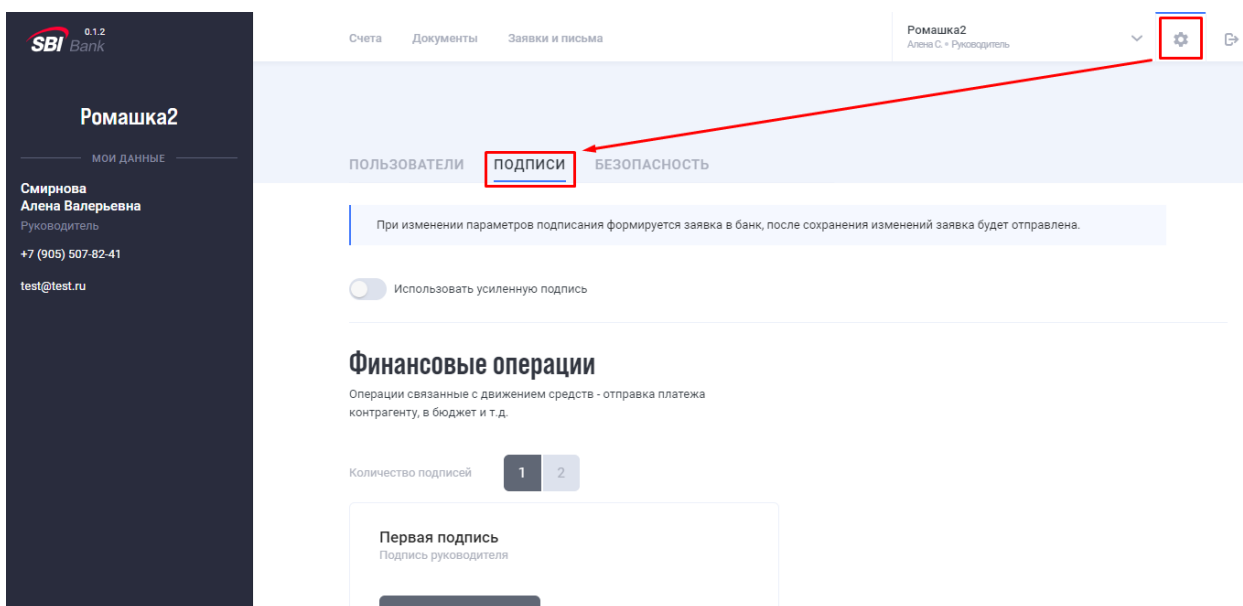 0.1.2
SBI Bank
Ромашка2
МОИ ДАННЫЕ
Смирнова
Алена Валерьевна
Руководитель
+7 (905) 507-82-41
test@test.ru
Счета Документы Заявки и письма
Ромашка2
Алена С. • Руководитель
ПОЛЬЗОВАТЕЛИ ПОДПИСИ БЕЗОПАСНОСТЬ
При изменении параметров подписания формируется заявка в банк, после сохранения изменений заявка будет отправлена.
Использовать усиленную подпись
Финансовые операции
Операции связанные с движением средств - отправка платежа
контрагенту, в бюджет и т.д.
Количество подписей 1 2
Первая подпись
Подпись руководителя